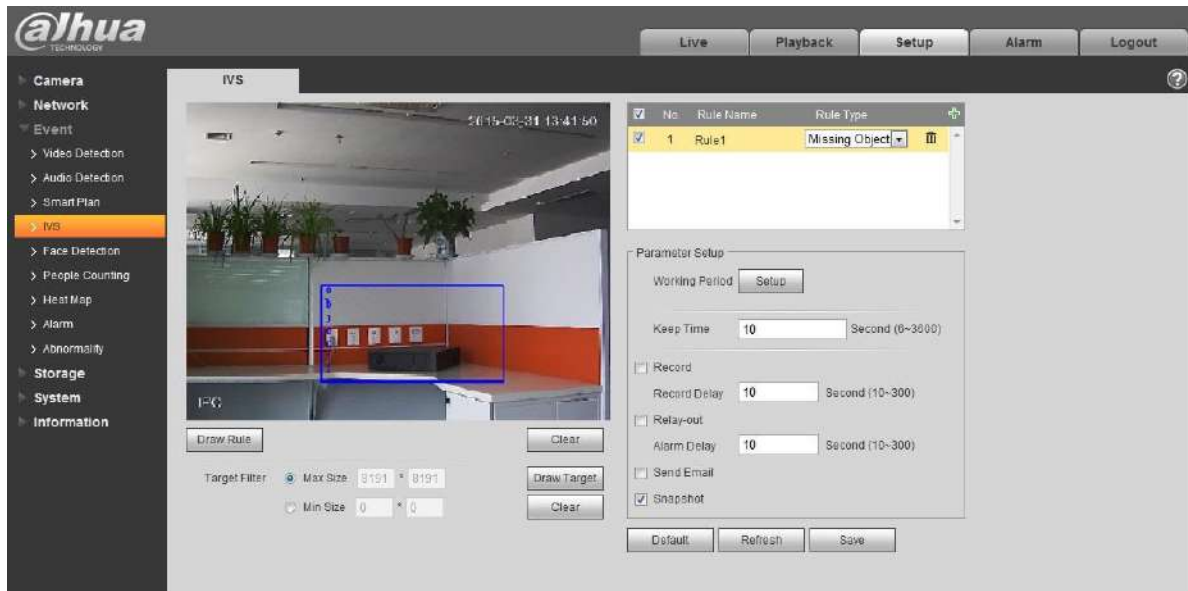 alhua
TECHNOLOGY
Live
Playback
Setup
Alarm
Logout
Camera
Network
Event
Video Detection
Audio Detection
Smart Plan
IVS
Face Detection
People Counting
Heat Map
Alarm
Abnormality
Storage
System
Information
IVS
2015-03-31 13:41:50
IPC
Draw Rule
Clear
Target Filter
Max Size 8191 * 8191
Draw Target
Min Size 0 * 0
Clear
No. Rule Name Rule Type
1 Rule1 Missing Object
Parameter Setup
Working Period Setup
Keep Time 10 Second (6~3600)
Record
Record Delay 10 Second (10~300)
Relay-out
Alarm Delay 10 Second (10~300)
Send Email
Snapshot
Default
Refresh
Save